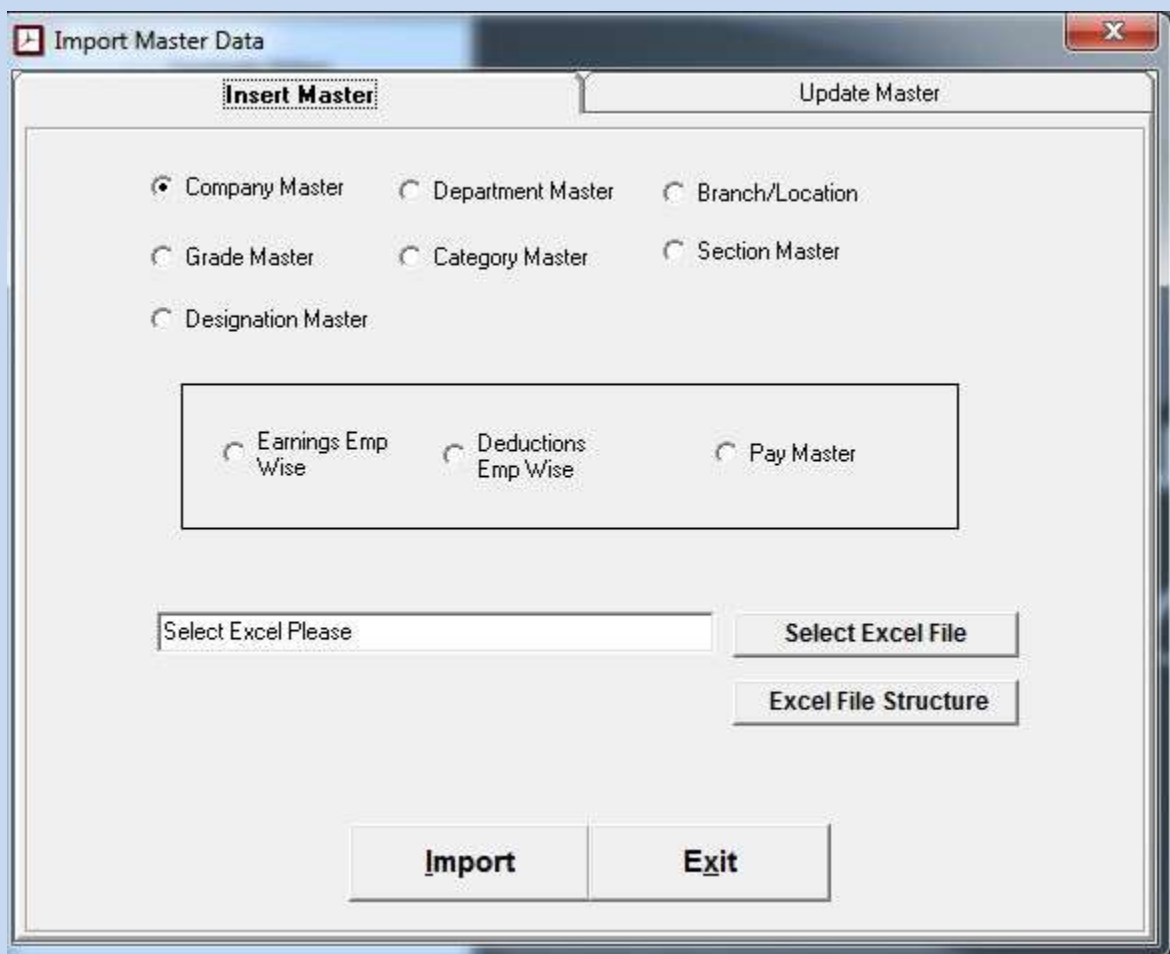 Import Master Data
Insert Master
Update Master
Company Master
Department Master
Branch/Location
Grade Master
Category Master
Section Master
Designation Master
Earnings Emp
Wise
Deductions
Emp Wise
Pay Master
Select Excel Please
Select Excel File
Excel File Structure
Import
Exit